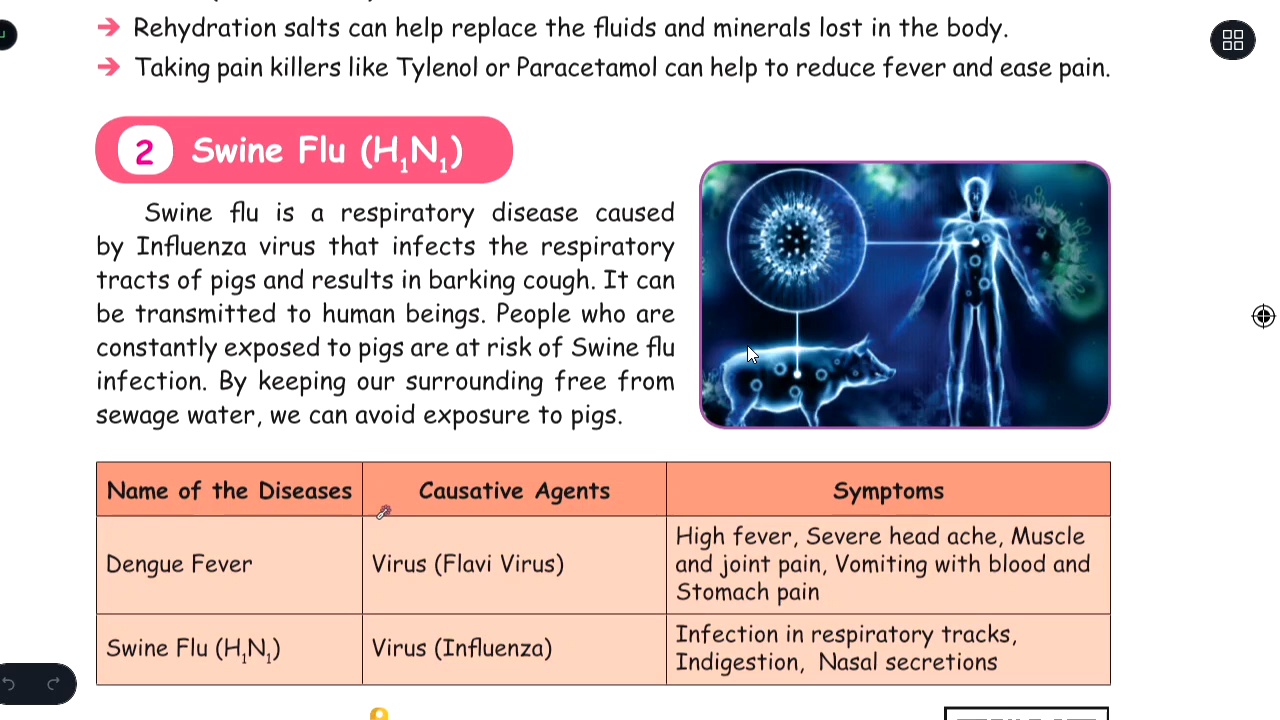 ➔ Rehydration salts can help replace the fluids and minerals lost in the body.
➔ Taking pain killers like Tylenol or Paracetamol can help to reduce fever and ease pain.
2 Swine Flu (H₁N₁)
Swine flu is a respiratory disease caused
by Influenza virus that infects the respiratory
tracts of pigs and results in barking cough. It can
be transmitted to human beings. People who are
constantly exposed to pigs are at risk of Swine flu
infection. By keeping our surrounding free from
sewage water, we can avoid exposure to pigs.
Name of the Diseases Causative Agents Symptoms
Dengue Fever Virus (Flavi Virus) High fever, Severe head ache, Muscle
and joint pain, Vomiting with blood and
Stomach pain
Swine Flu (H₁N₁) Virus (Influenza) Infection in respiratory tracks,
Indigestion, Nasal secretions